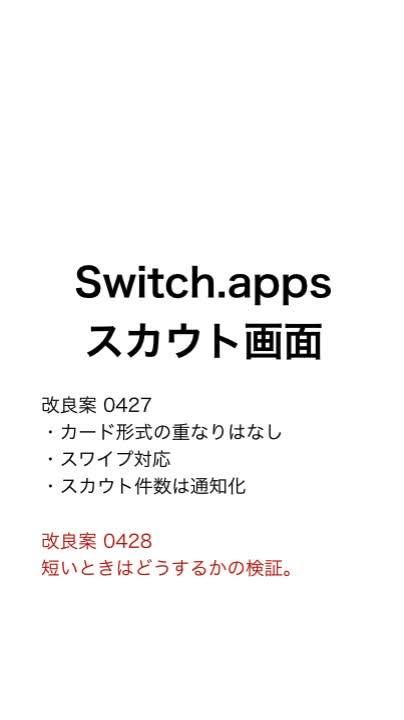 Switch.apps
スカウト画面
改良案 0427
・カード形式の重なりはなし
・スワイプ対応
・スカウト件数は通知化
改良案 0428
短いときはどうするかの検証。